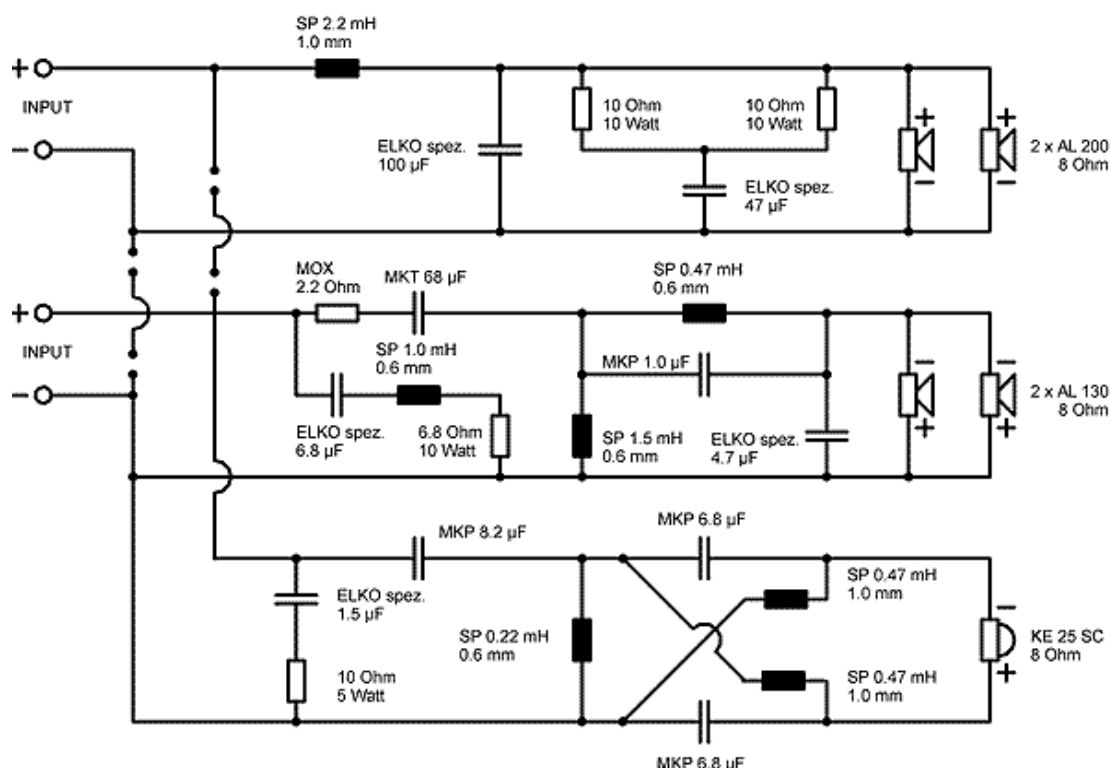 SP 2.2 mH
1.0 mm
+
INPUT
−
ELKO spez.
100 µF
10 Ohm
10 Watt
10 Ohm
10 Watt
ELKO spez.
47 µF
+
−
+
−
2 x AL 200
8 Ohm
MOX
2.2 Ohm
MKT 68 µF
SP 0.47 mH
0.6 mm
+
INPUT
−
SP 1.0 mH
0.6 mm
MKP 1.0 µF
ELKO spez.
6.8 µF
6.8 Ohm
10 Watt
SP 1.5 mH
0.6 mm
ELKO spez.
4.7 µF
−
+
−
+
2 x AL 130
8 Ohm
MKP 8.2 µF
MKP 6.8 µF
ELKO spez.
1.5 µF
10 Ohm
5 Watt
SP 0.22 mH
0.6 mm
SP 0.47 mH
1.0 mm
SP 0.47 mH
1.0 mm
MKP 6.8 µF
−
+
KE 25 SC
8 Ohm